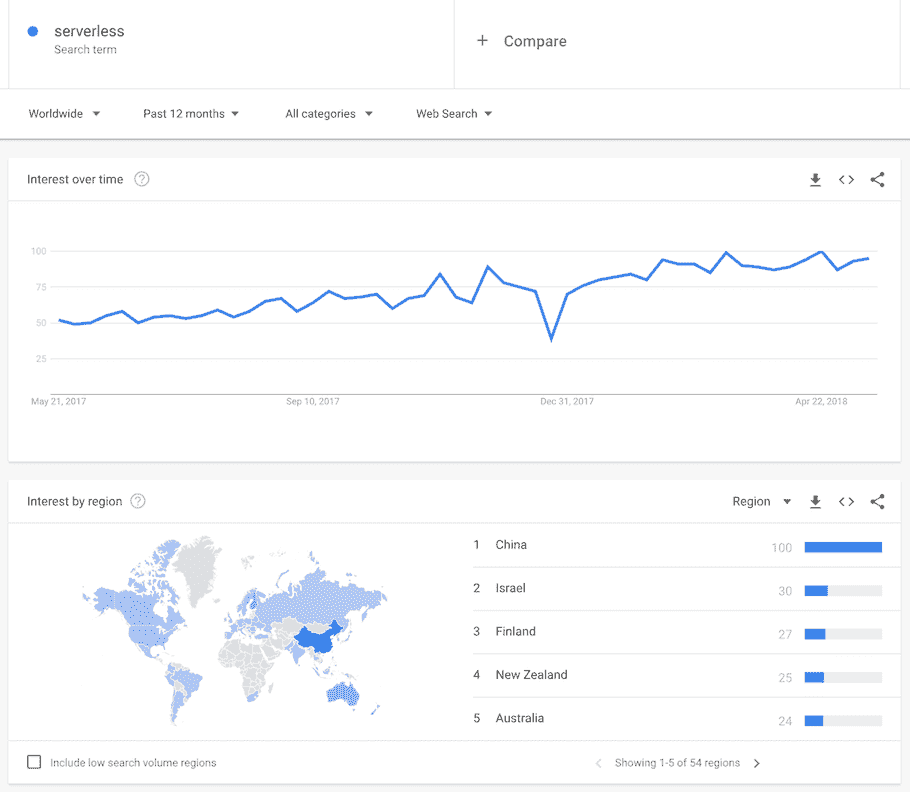 serverless
Search term
+ Compare
Worldwide
Past 12 months
All categories
Web Search
Interest over time ?
100
75
50
25
May 21, 2017
Sep 10, 2017
Dec 31, 2017
Apr 22, 2018
Interest by region ?
Region
1 China 100
2 Israel 30
3 Finland 27
4 New Zealand 25
5 Australia 24
Include low search volume regions
Showing 1-5 of 54 regions